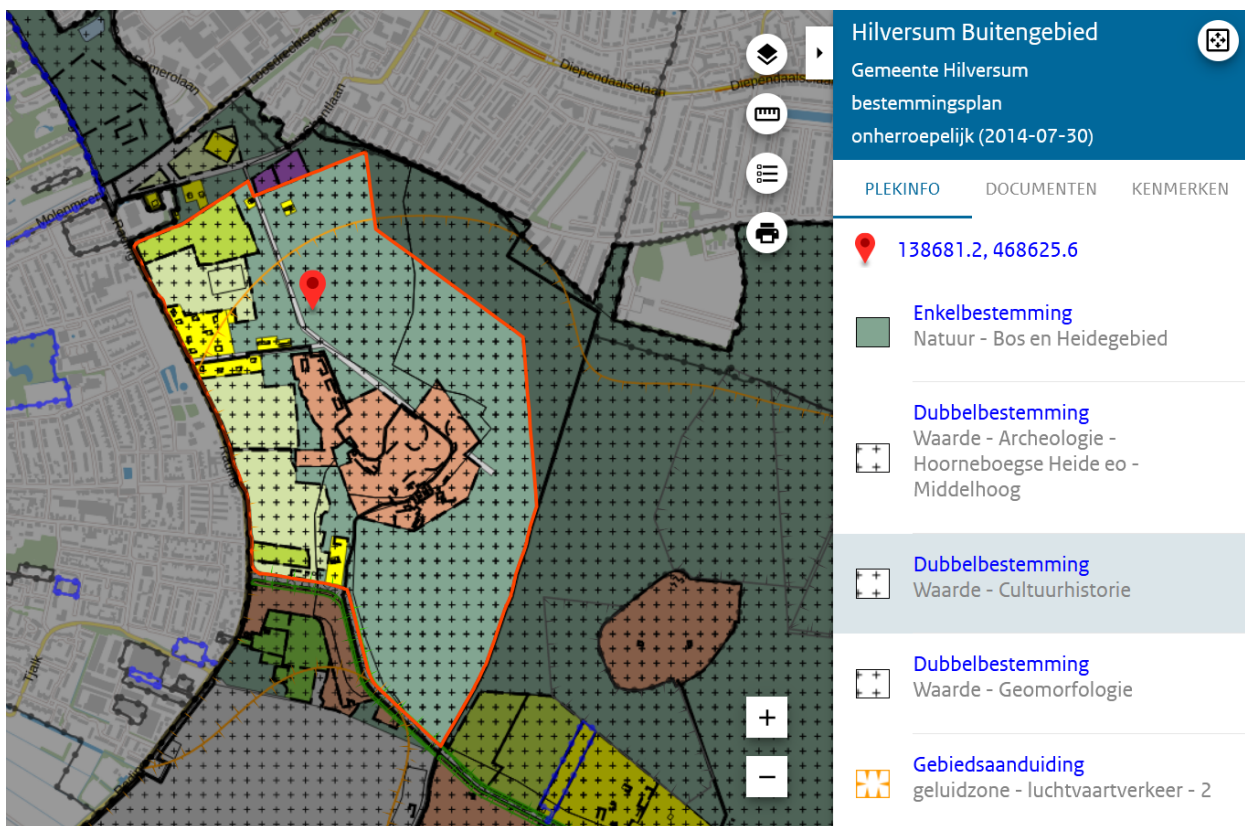 Hilversum Buitengebied
Gemeente Hilversum
bestemmingsplan
onherroepelijk (2014-07-30)
PLEKINFO
DOCUMENTEN
KENMERKEN
138681.2, 468625.6
Enkelbestemming
Natuur - Bos en Heidegebied
Dubbelbestemming
Waarde - Archeologie -
Hoorneboegse Heide eo -
Middelhoog
Dubbelbestemming
Waarde - Cultuurhistorie
Dubbelbestemming
Waarde - Geomorfologie
Gebiedsaanduiding
geluidzone - luchtvaartverkeer - 2
Diependaalselaan
Tjalk
+
−